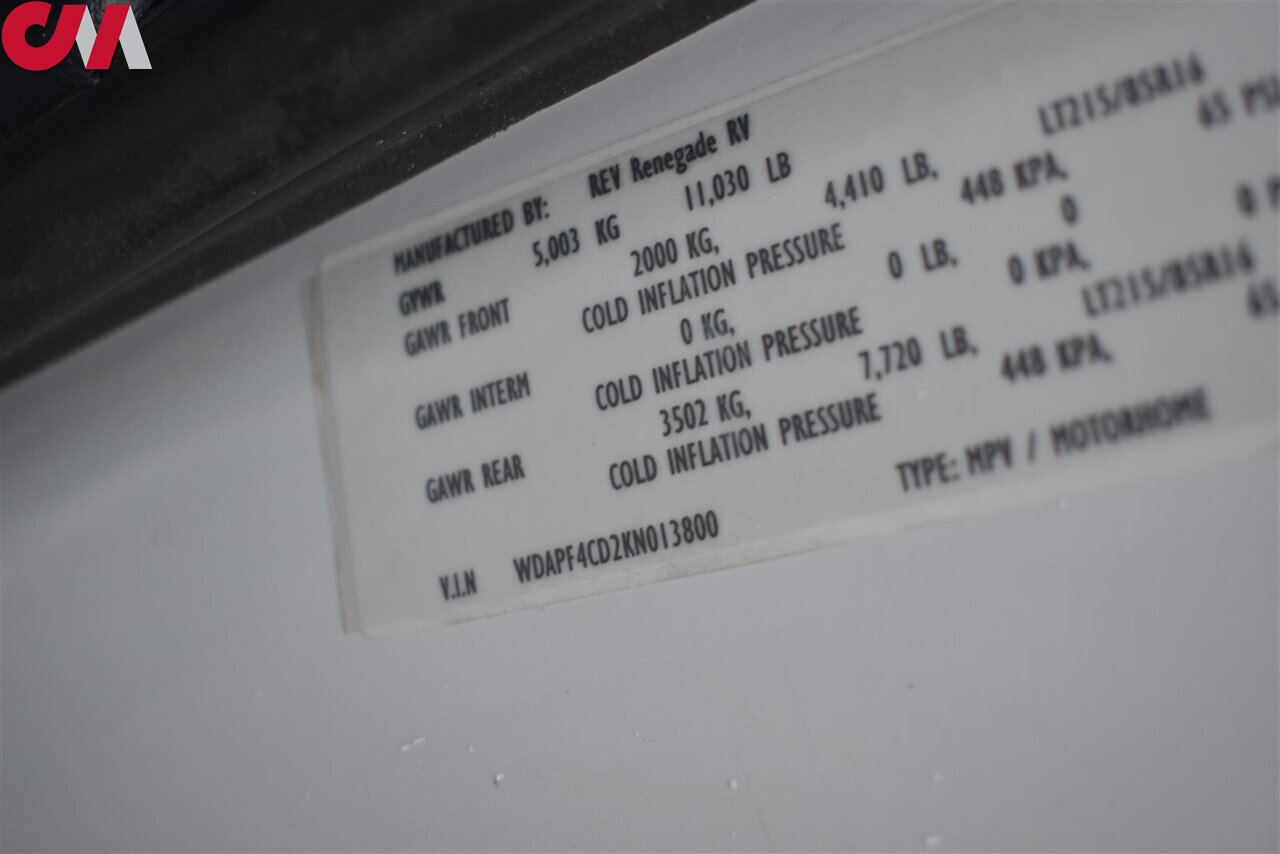 CM
MANUFACTURED BY: REV Renegade RV
GVWR 5,003 KG 11,030 LB
GAWR FRONT 2000 KG, 4,410 LB, LT215/85R16
COLD INFLATION PRESSURE 448 KPA, 65 PSI
GAWR INTERM 0 KG, 0 LB, 0
COLD INFLATION PRESSURE 0 KPA, 0
GAWR REAR 3502 KG, 7,720 LB, LT215/85R16
COLD INFLATION PRESSURE 448 KPA, 65
V.I.N WDAPF4CD2KN013800 TYPE: MPV / MOTORHOME